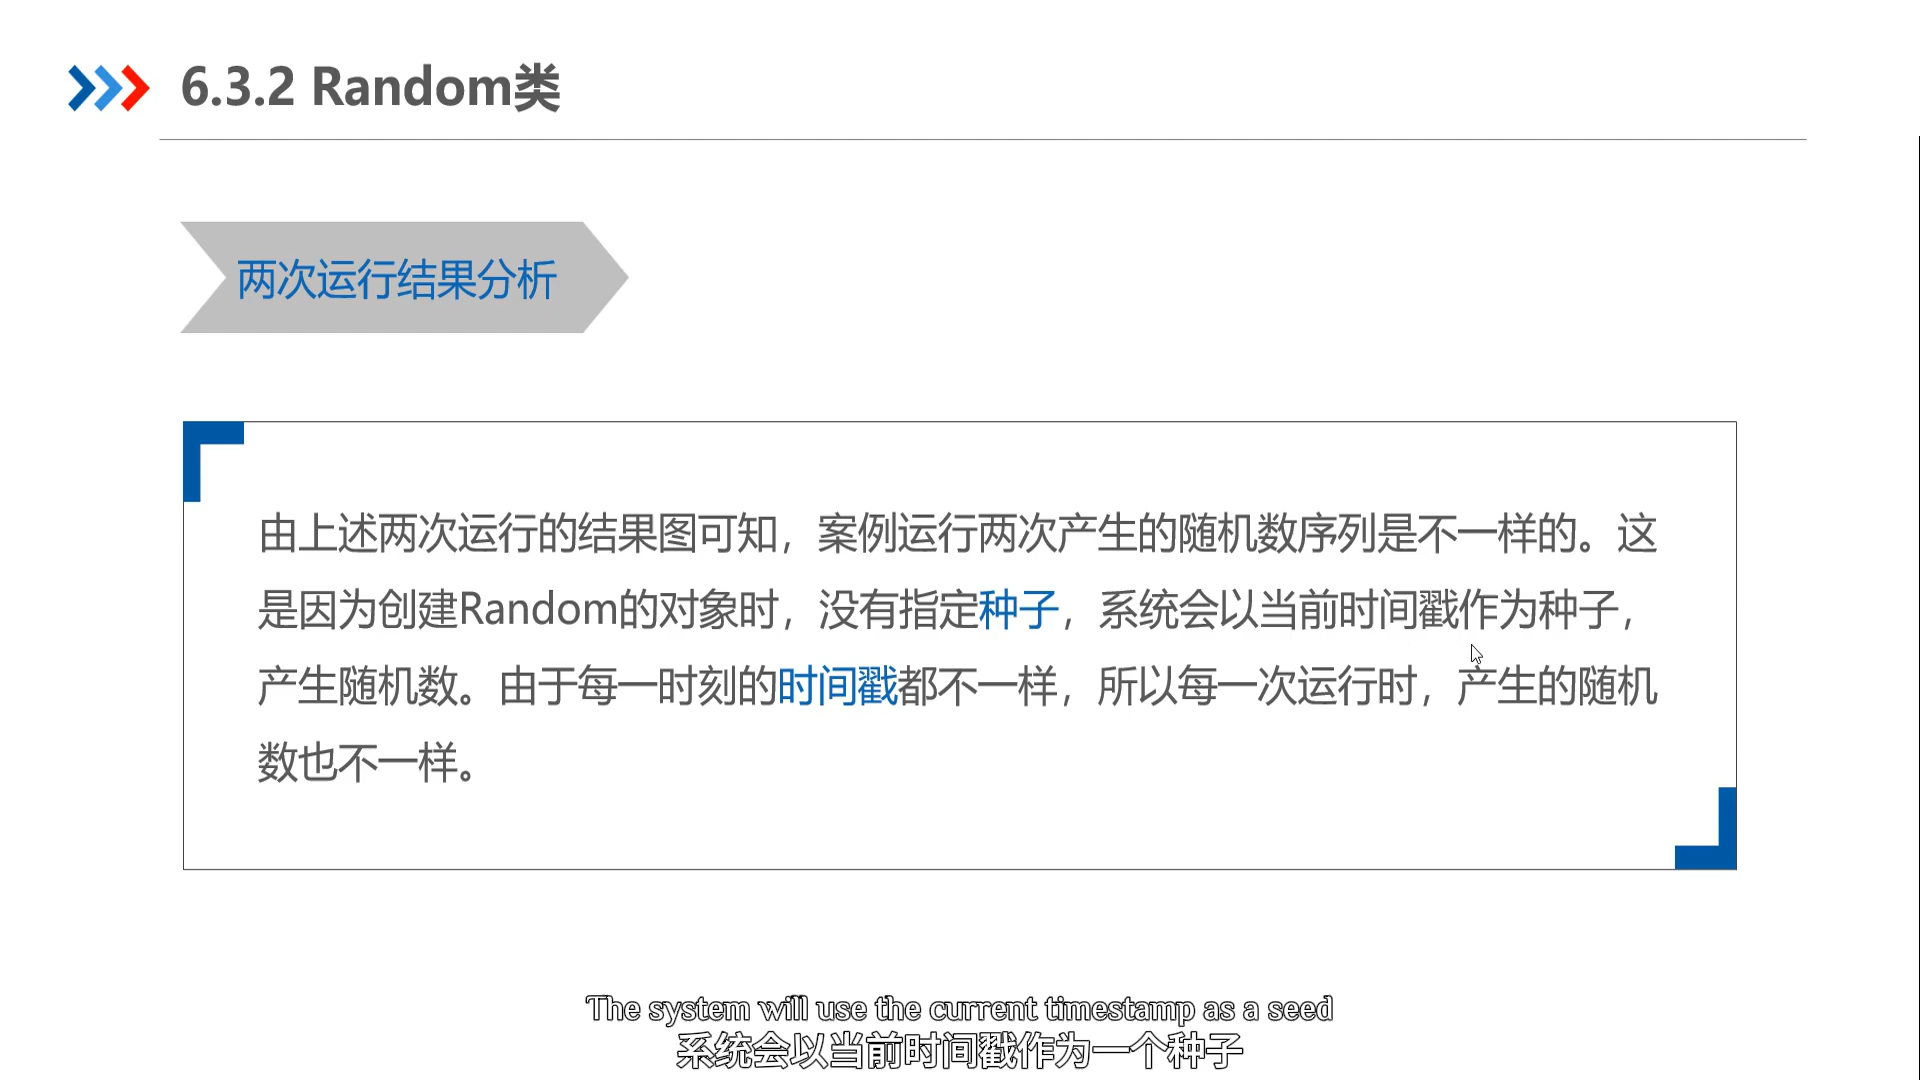 6.3.2 Random类
两次运行结果分析
由上述两次运行的结果图可知，案例运行两次产生的随机数序列是不一样的。这
是因为创建Random的对象时，没有指定种子，系统会以当前时间戳作为种子，
产生随机数。由于每一时刻的时间戳都不一样，所以每一次运行时，产生的随机
数也不一样。
The system will use the current timestamp as a seed
系统会以当前时间戳作为一个种子